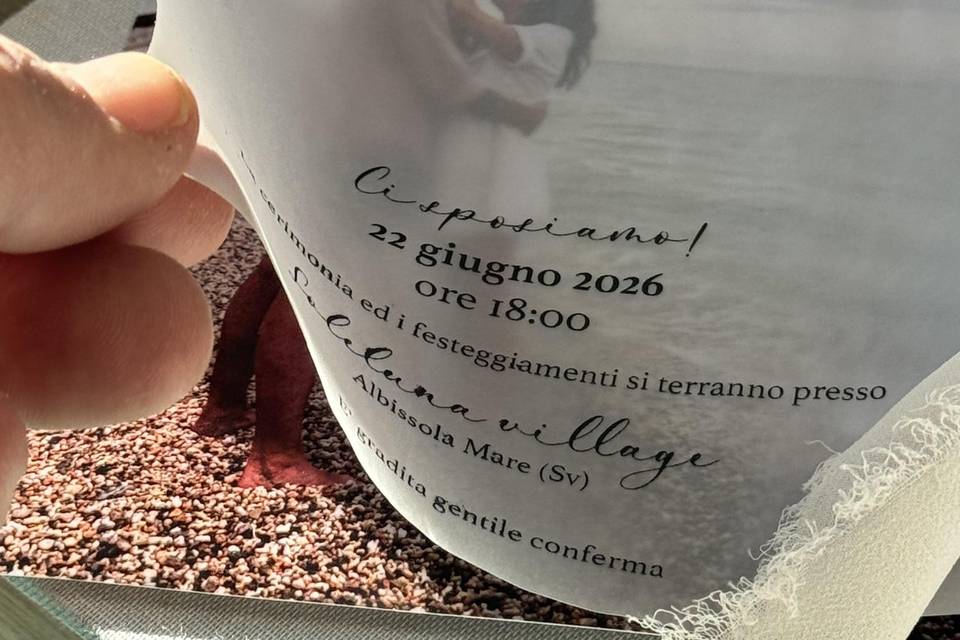 Ci sposiamo!
22 giugno 2026
ore 18:00
cerimonia ed i festeggiamenti si terranno presso
village
Albissola Mare (Sv)
E' gradita gentile conferma